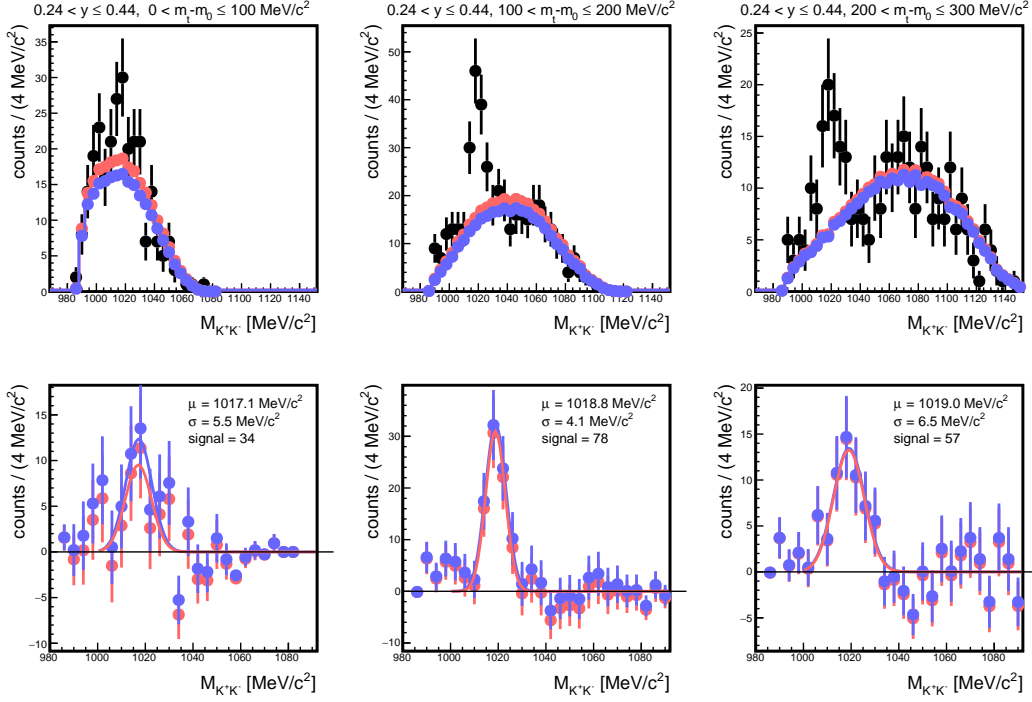 0.24 < y ≤ 0.44, 0 < m_t-m_0 ≤ 100 MeV/c²
0.24 < y ≤ 0.44, 100 < m_t-m_0 ≤ 200 MeV/c²
0.24 < y ≤ 0.44, 200 < m_t-m_0 ≤ 300 MeV/c²
counts / (4 MeV/c²)
35
30
25
20
15
10
5
0
980 1000 1020 1040 1060 1080 1100 1120 1140
M_K⁺K⁻ [MeV/c²]
counts / (4 MeV/c²)
50
40
30
20
10
0
980 1000 1020 1040 1060 1080 1100 1120 1140
M_K⁺K⁻ [MeV/c²]
counts / (4 MeV/c²)
25
20
15
10
5
0
980 1000 1020 1040 1060 1080 1100 1120 1140
M_K⁺K⁻ [MeV/c²]
counts / (4 MeV/c²)
15
10
5
0
−5
−10
μ = 1017.1 MeV/c²
σ = 5.5 MeV/c²
signal = 34
980 1000 1020 1040 1060 1080
M_K⁺K⁻ [MeV/c²]
counts / (4 MeV/c²)
30
20
10
0
−10
μ = 1018.8 MeV/c²
σ = 4.1 MeV/c²
signal = 78
980 1000 1020 1040 1060 1080
M_K⁺K⁻ [MeV/c²]
counts / (4 MeV/c²)
20
15
10
5
0
−5
μ = 1019.0 MeV/c²
σ = 6.5 MeV/c²
signal = 57
980 1000 1020 1040 1060 1080
M_K⁺K⁻ [MeV/c²]